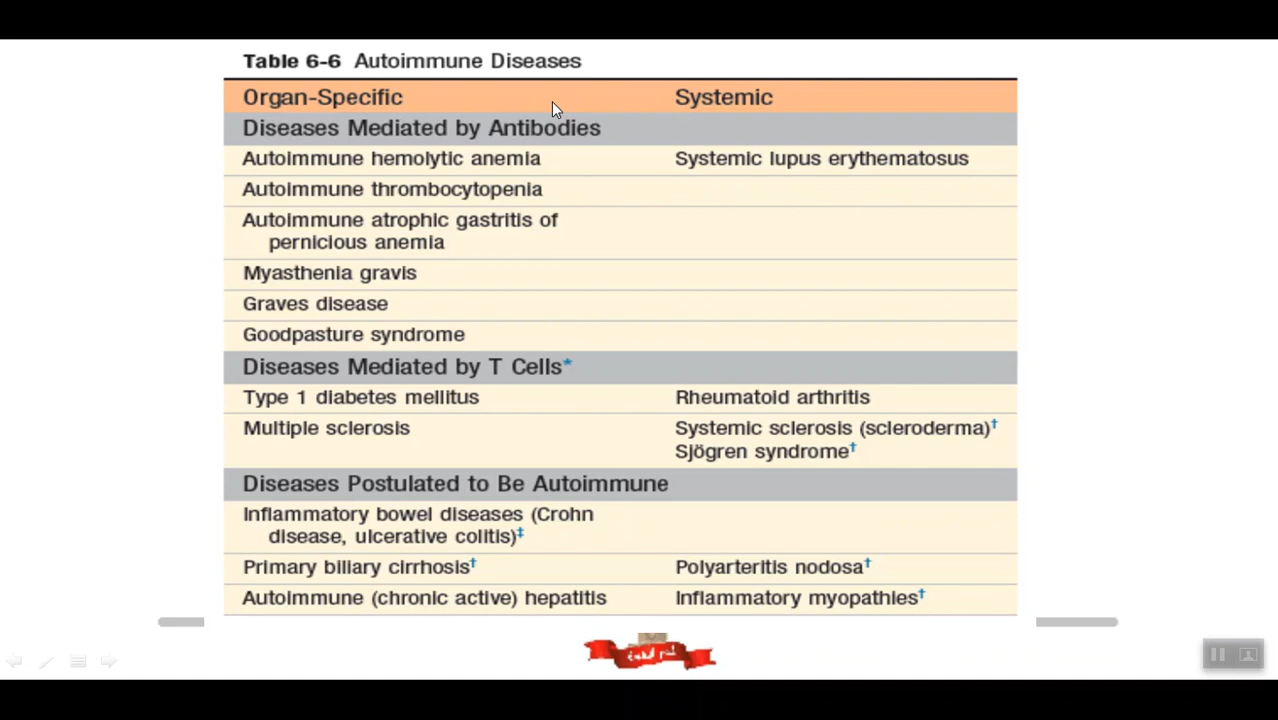 Table 6-6 Autoimmune Diseases
Organ-Specific Systemic
Diseases Mediated by Antibodies
Autoimmune hemolytic anemia Systemic lupus erythematosus
Autoimmune thrombocytopenia
Autoimmune atrophic gastritis of
pernicious anemia
Myasthenia gravis
Graves disease
Goodpasture syndrome
Diseases Mediated by T Cells*
Type 1 diabetes mellitus Rheumatoid arthritis
Multiple sclerosis Systemic sclerosis (scleroderma)†
Sjögren syndrome†
Diseases Postulated to Be Autoimmune
Inflammatory bowel diseases (Crohn
disease, ulcerative colitis)‡
Primary biliary cirrhosis† Polyarteritis nodosa†
Autoimmune (chronic active) hepatitis Inflammatory myopathies†